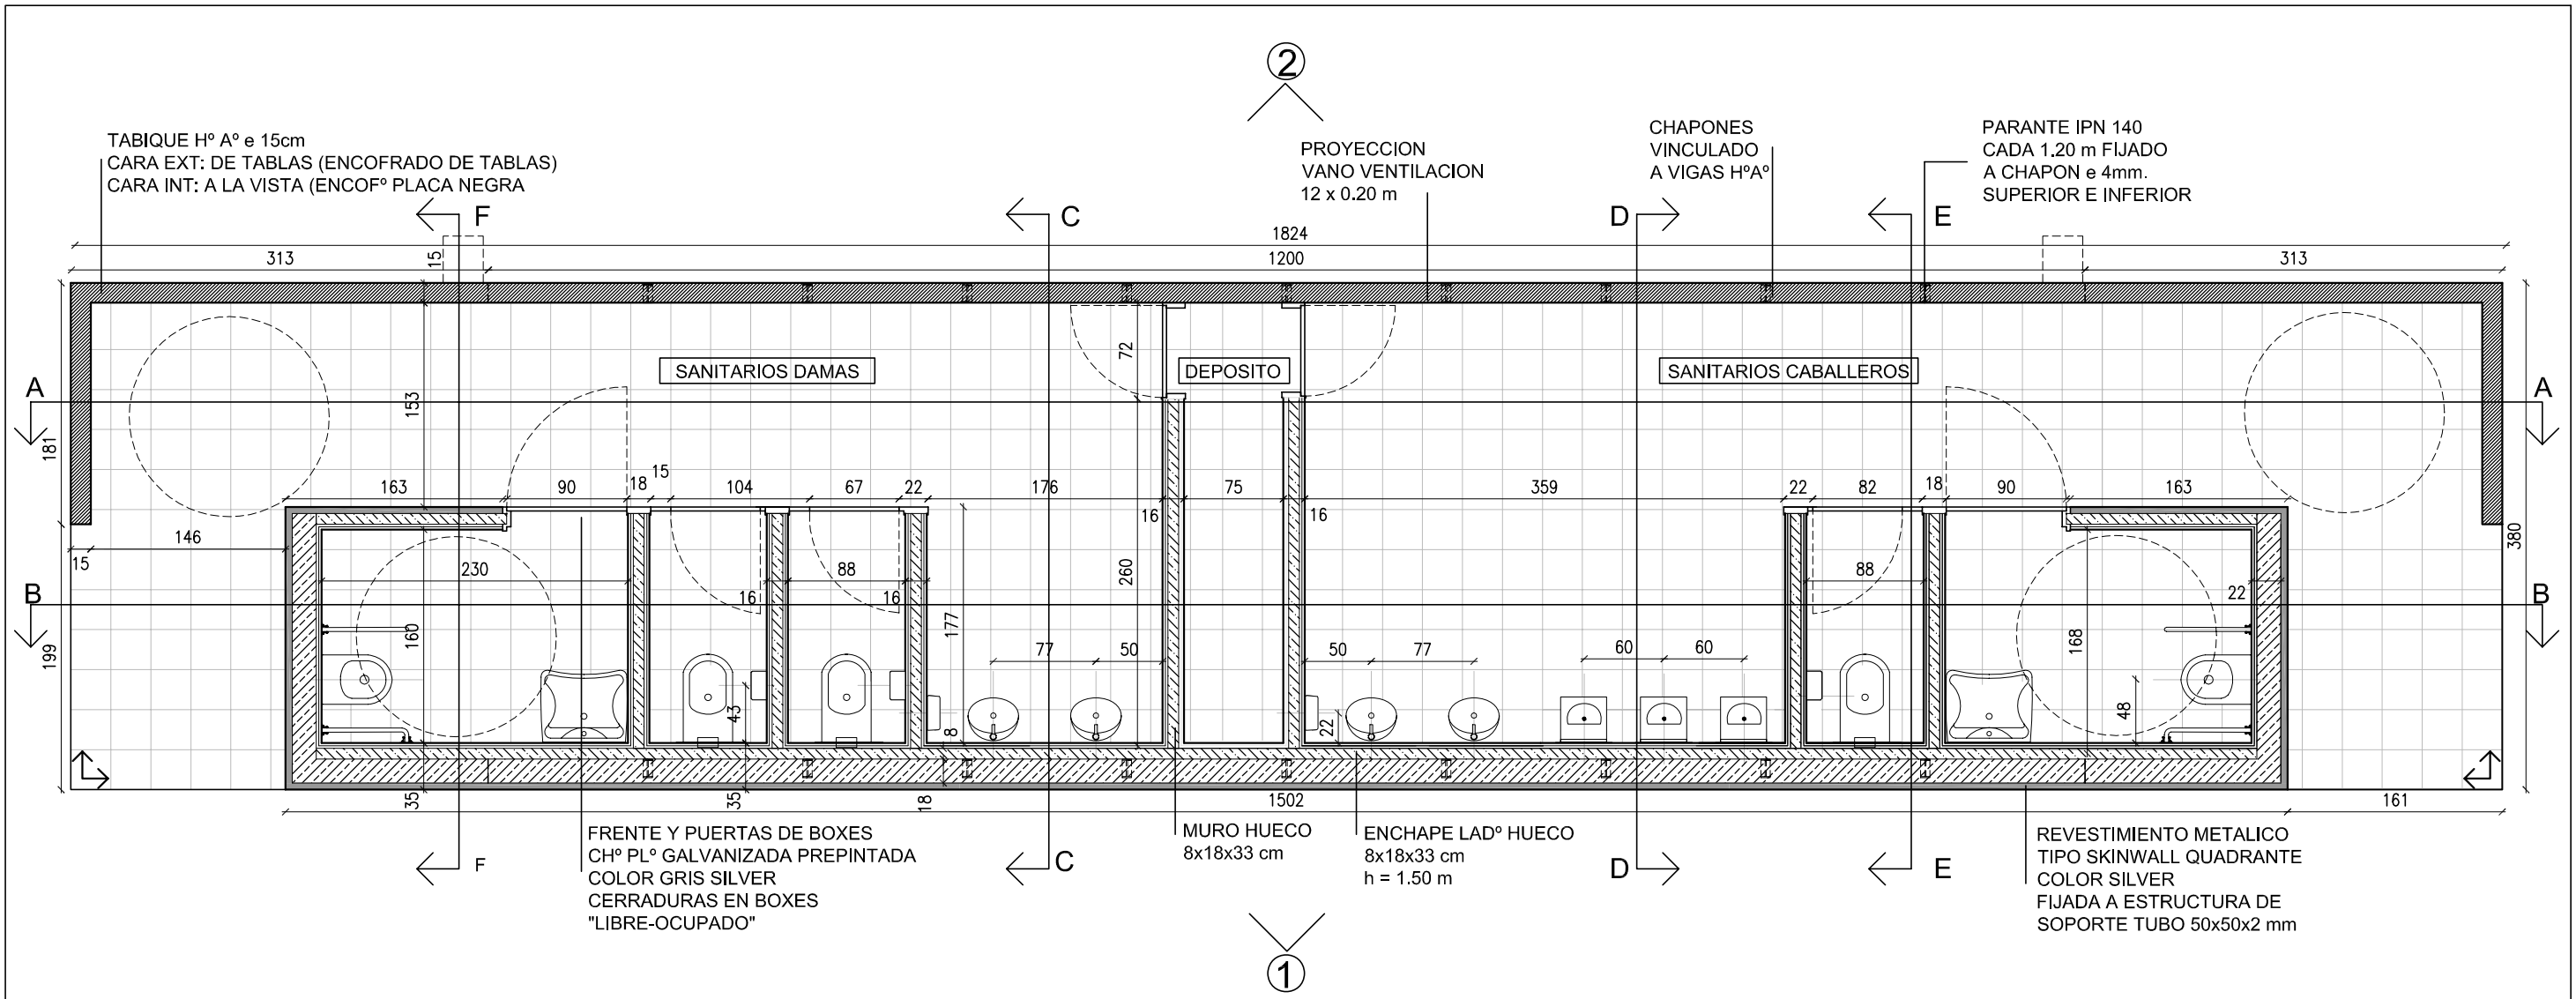 2
TABIQUE Hº Aº e 15cm
CARA EXT: DE TABLAS (ENCOFRADO DE TABLAS)
CARA INT: A LA VISTA (ENCOFº PLACA NEGRA
PROYECCION
VANO VENTILACION
12 x 0.20 m
CHAPONES
VINCULADO
A VIGAS HºAº
PARANTE IPN 140
CADA 1.20 m FIJADO
A CHAPON e 4mm.
SUPERIOR E INFERIOR
F
C
D
E
1824
313
15
1200
313
72
SANITARIOS DAMAS
DEPOSITO
SANITARIOS CABALLEROS
A
A
153
181
163
90
18
15
104
67
22
176
75
359
22
82
18
90
163
16
16
146
15
380
230
88
260
88
16
16
22
B
B
199
160
177
168
77
50
50
77
60
60
43
8
22
48
35
35
18
1502
161
FRENTE Y PUERTAS DE BOXES
CHº PLº GALVANIZADA PREPINTADA
COLOR GRIS SILVER
CERRADURAS EN BOXES
"LIBRE-OCUPADO"
MURO HUECO
8x18x33 cm
ENCHAPE LADº HUECO
8x18x33 cm
h = 1.50 m
REVESTIMIENTO METALICO
TIPO SKINWALL QUADRANTE
COLOR SILVER
FIJADA A ESTRUCTURA DE
SOPORTE TUBO 50x50x2 mm
F
C
D
E
1